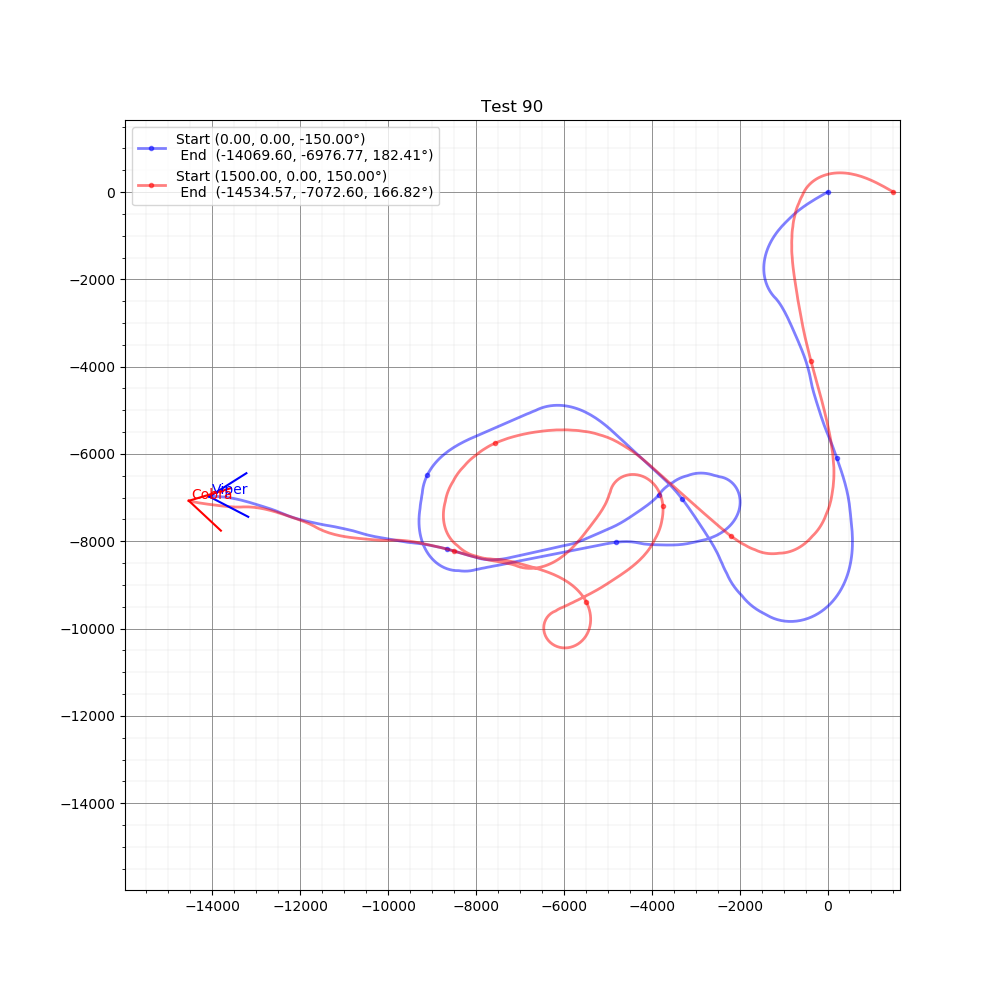 Test 90
Start (0.00, 0.00, -150.00°)
End (-14069.60, -6976.77, 182.41°)
Start (1500.00, 0.00, 150.00°)
End (-14534.57, -7072.60, 166.82°)
0
−2000
−4000
−6000
−8000
−10000
−12000
−14000
Viper
Cobra
−14000 −12000 −10000 −8000 −6000 −4000 −2000 0